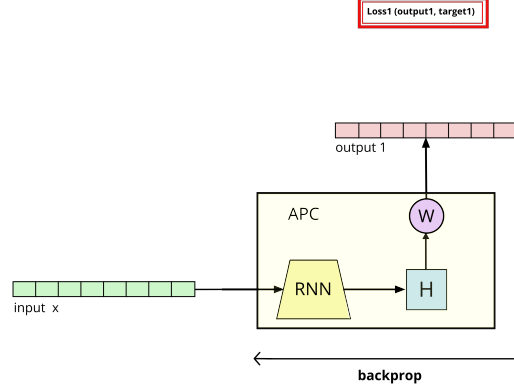 Loss1 (output1, target1)
output 1
APC
W
RNN
H
input x
backprop